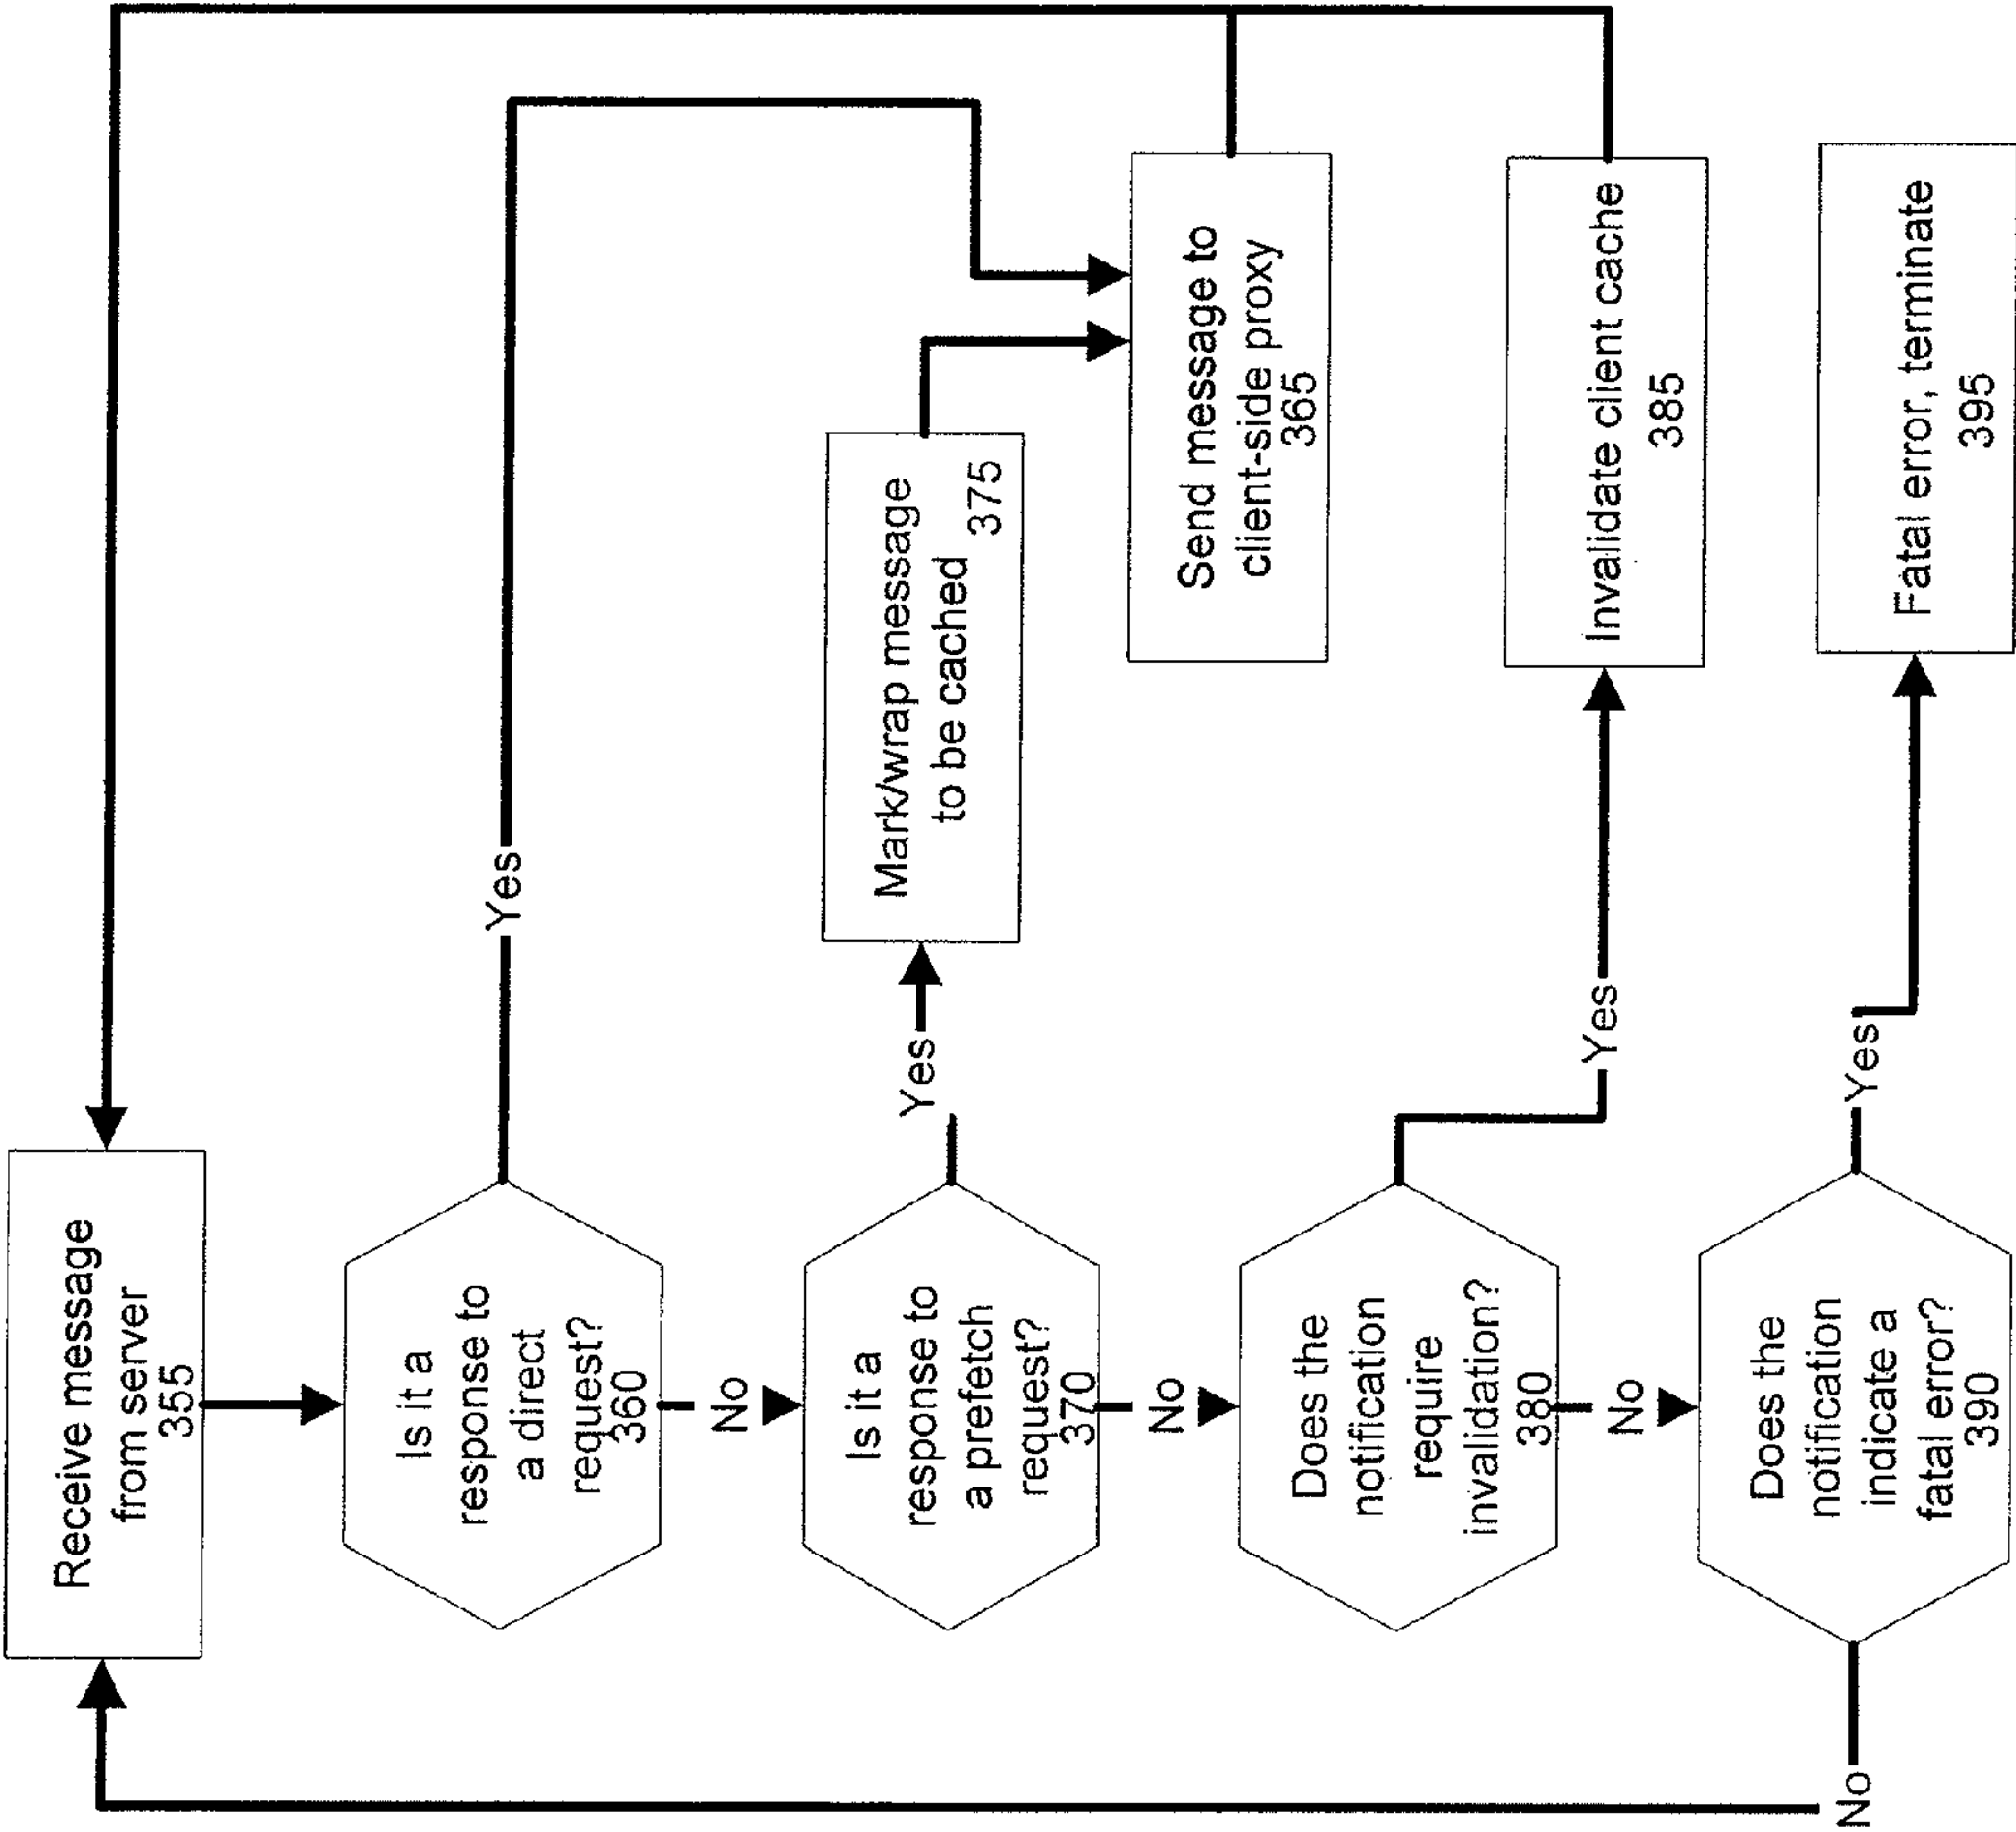 Receive message
from server
355
Is it a
response to
a direct
request?
360
Yes
No
Is it a
response to
a prefetch
request?
370
Yes
Mark/wrap message
to be cached
375
Send message to
client-side proxy
365
No
Does the
notification
require
invalidation?
380
Yes
Invalidate client cache
385
No
Does the
notification
indicate a
fatal error?
390
Yes
Fatal error, terminate
395
No